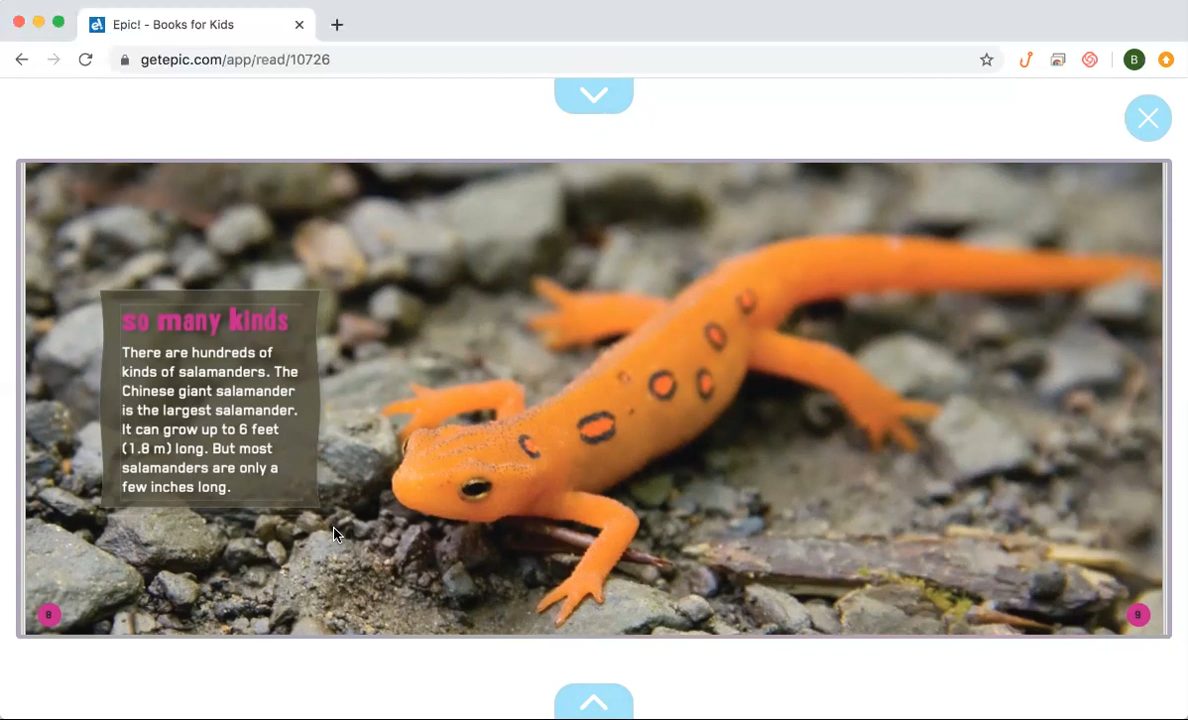 Epic! - Books for Kids
getepic.com/app/read/10726
B
so many kinds
There are hundreds of
kinds of salamanders. The
Chinese giant salamander
is the largest salamander.
It can grow up to 6 feet
(1.8 m) long. But most
salamanders are only a
few inches long.
8
9